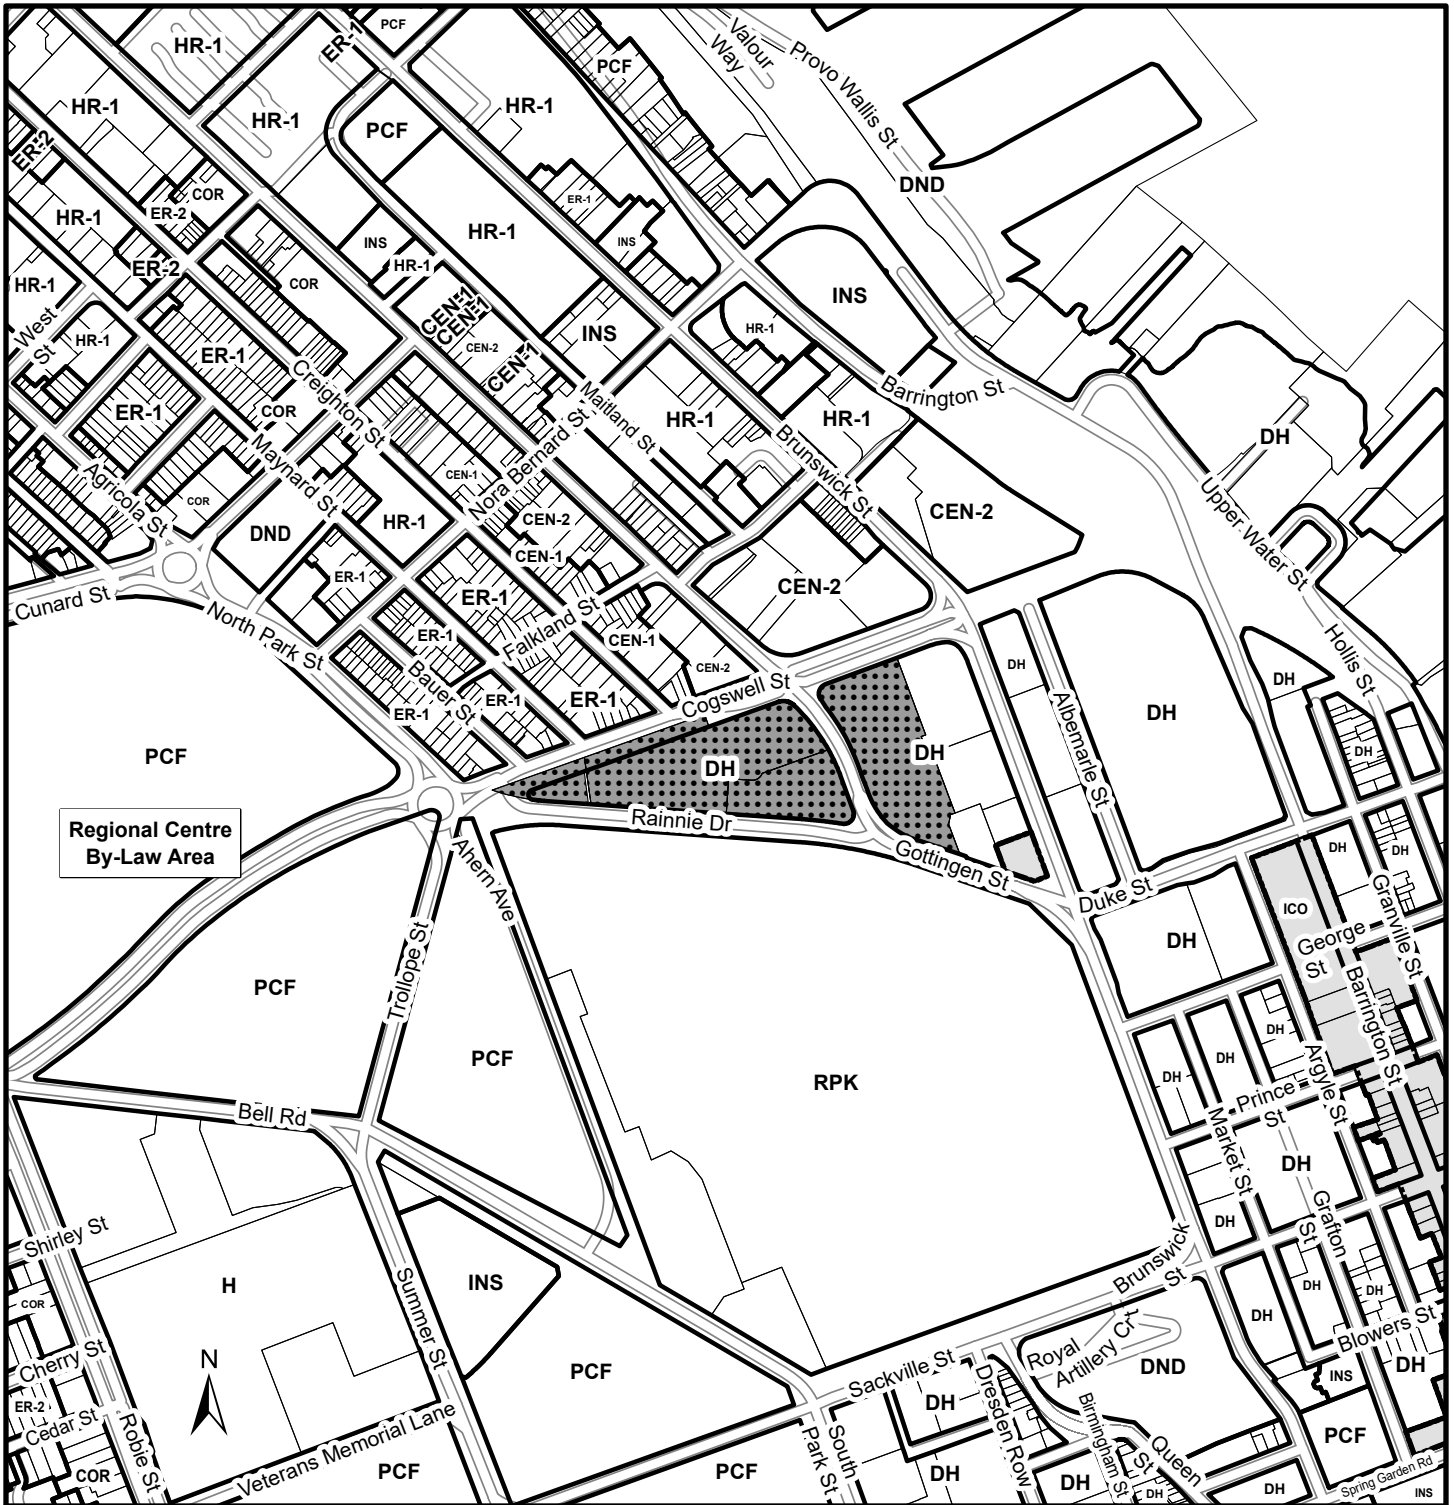 HR-1
ER-1
PCF
Valour
Way
Provo Wallis St
PCF
HR-1
HR-1
PCF
HR-1
ER-2
DND
COR
ER-1
HR-1
ER-2
HR-1
INS
INS
ER-2
HR-1
HR-1
COR
INS
West
St
HR-1
CEN-1
CEN-1
HR-1
INS
ER-1
CEN-2
CEN-1
Creighton St
Barrington St
ER-1
COR
Maitland St
HR-1
HR-1
DH
Maynard St
Nora Bernard St
Brunswick St
Agricola St
CEN-1
Upper Water St
COR
HR-1
CEN-2
CEN-2
DND
CEN-1
ER-1
CEN-2
Cunard St
ER-1
North Park St
Falkland St
ER-1
CEN-1
Hollis St
Bauer St
CEN-2
DH
DH
ER-1
ER-1
Cogswell St
ER-1
Albemarle St
DH
PCF
DH
DH
DH
Regional Centre
By-Law Area
Rainnie Dr
Ahern Ave
Gottingen St
DH
DH
Duke St
Granville St
ICO
George
St
DH
Trollope St
PCF
Barrington St
DH
PCF
DH
RPK
DH
Argyle St
Prince
St
Bell Rd
Market St
DH
Shirley St
DH
Grafton
St
Brunswick
St
H
INS
Summer St
DH
DH
COR
DH
Blowers St
Cherry St
N
PCF
Royal
Artillery Cr
DND
DH
INS
Sackville St
ER-2
DH
Dresden Row
Cedar St
Robie St
Birmingham St
PCF
South
Park St
Queen
St
Veterans Memorial Lane
COR
PCF
PCF
DH
DH
DH
DH
Spring Garden Rd
INS